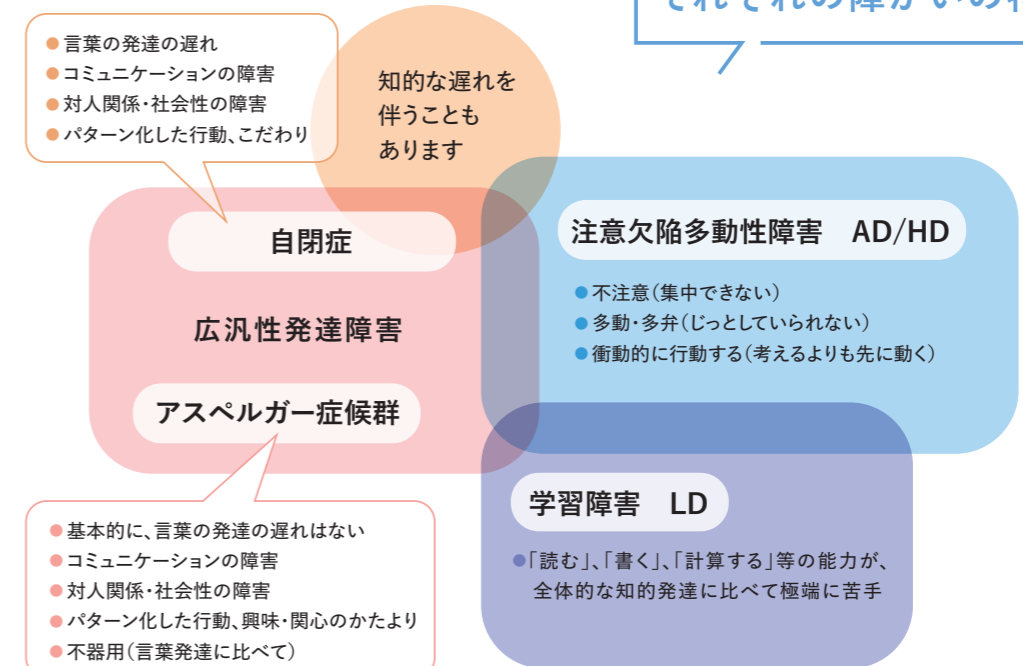 それぞれの障がいの
●言葉の発達の遅れ
●コミュニケーションの障害
●対人関係・社会性の障害
●パターン化した行動、こだわり
知的な遅れを
伴うことも
あります
自閉症
広汎性発達障害
アスペルガー症候群
●基本的に、言葉の発達の遅れはない
●コミュニケーションの障害
●対人関係・社会性の障害
●パターン化した行動、興味・関心のかたより
●不器用(言葉発達に比べて)
注意欠陥多動性障害 AD/HD
●不注意(集中できない)
●多動・多弁(じっとしていられない)
●衝動的に行動する(考えるよりも先に動く)
学習障害 LD
●「読む」、「書く」、「計算する」等の能力が、
全体的な知的発達に比べて極端に苦手